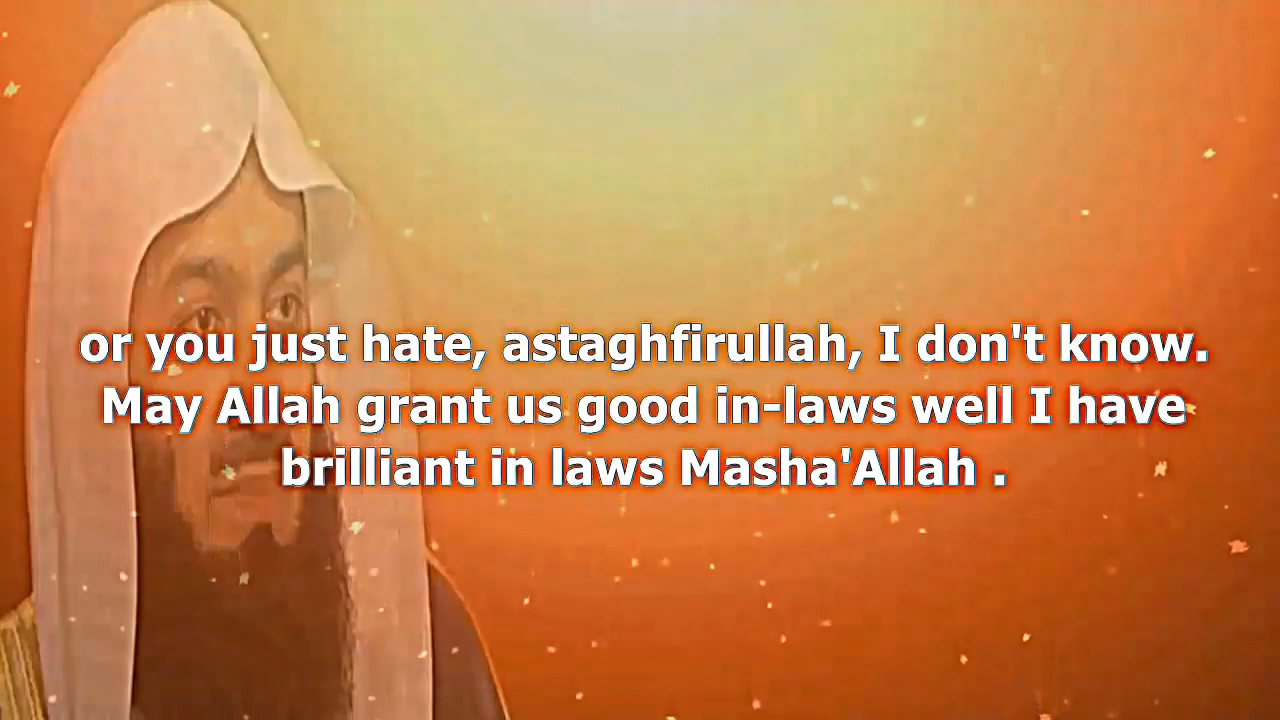 or you just hate, astaghfirullah, I don't know.
May Allah grant us good in-laws well I have
brilliant in laws Masha'Allah .